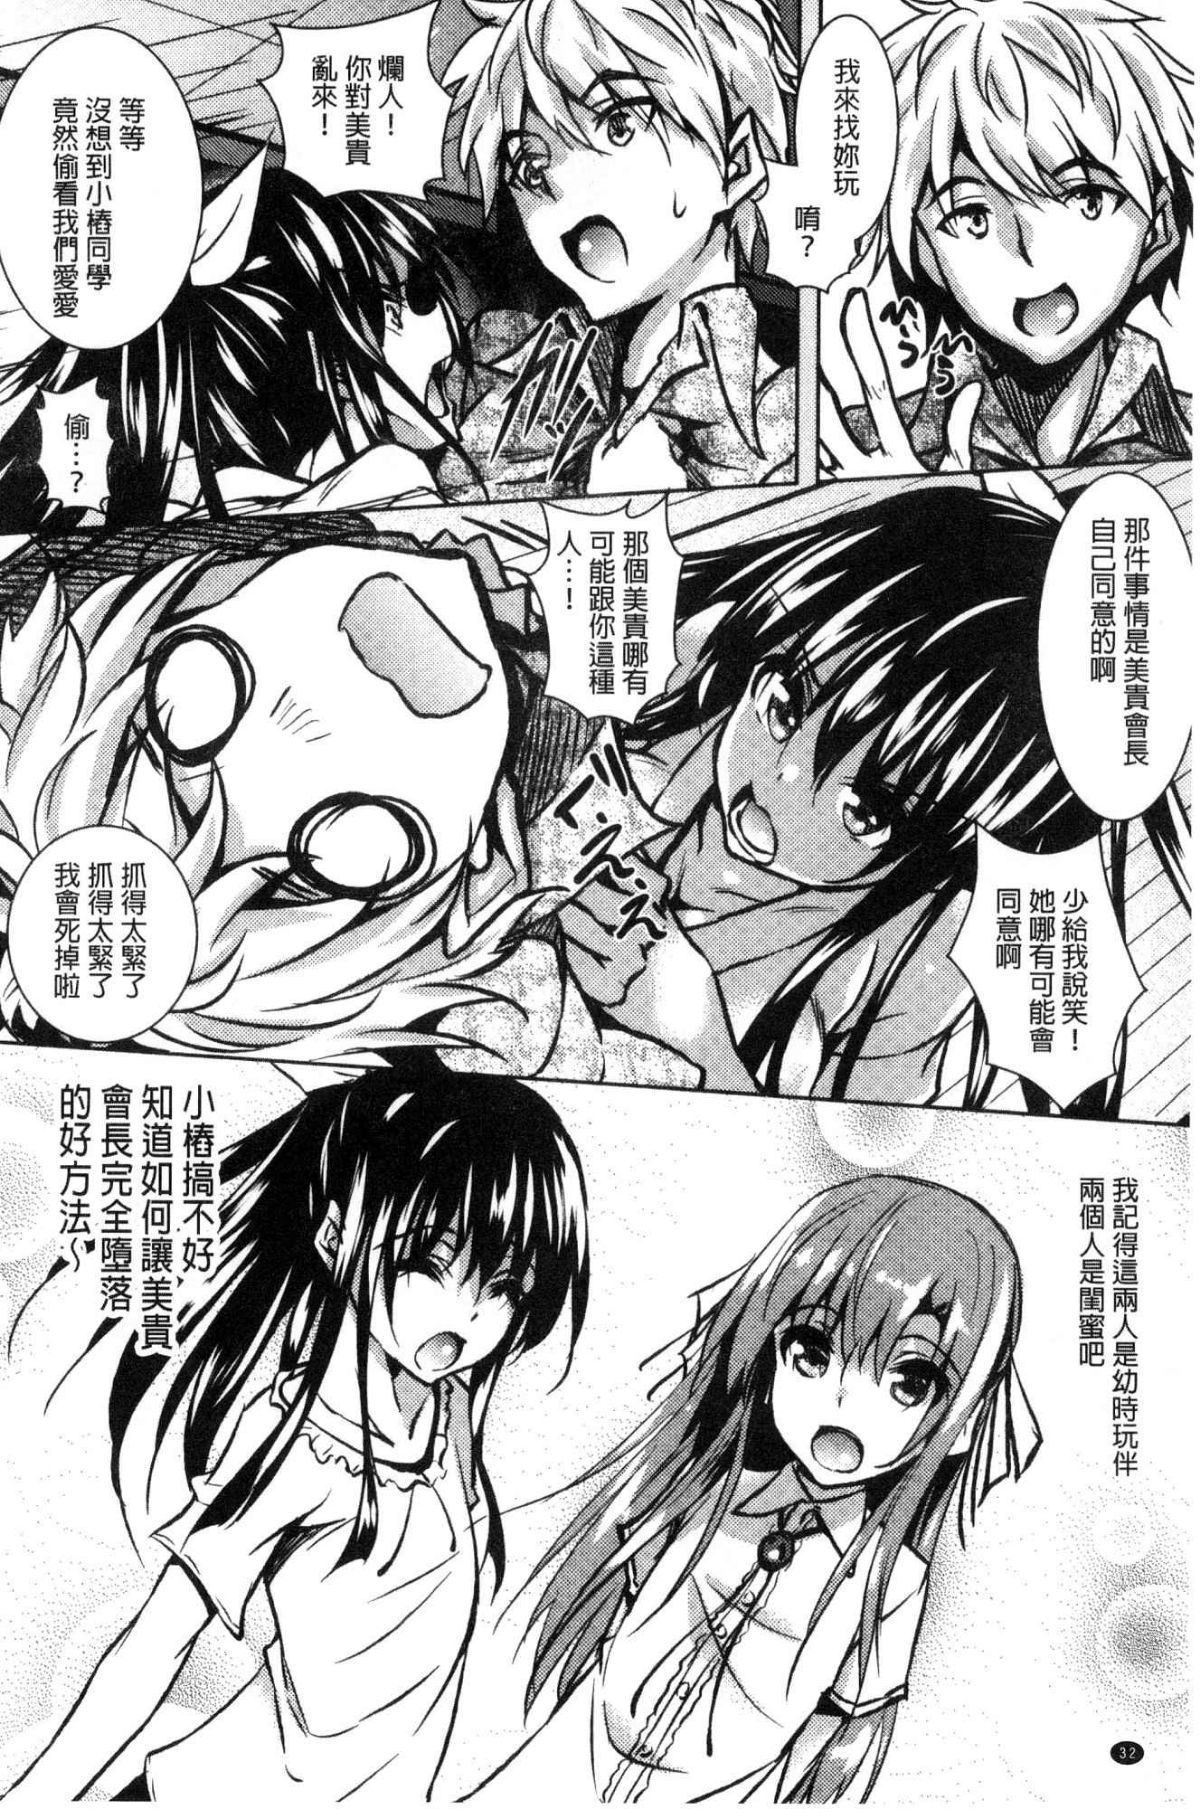 我來找妳玩
唷？
ぷらぷら
爛人！
你對美貴
亂來！
等等
沒想到小樁同學
竟然偷看我們愛愛
偷…？
那件事情是美貴會長
自己同意的啊
那個美貴哪有
可能跟你這種
人…！
少給我說笑！
她哪有可能會
同意啊
抓得太緊了
抓得太緊了
我會死掉啦
我記得這兩人是幼時玩伴
兩個人是閨蜜吧
小樁搞不好
知道如何讓美貴
會長完全墮落
的好方法～
32